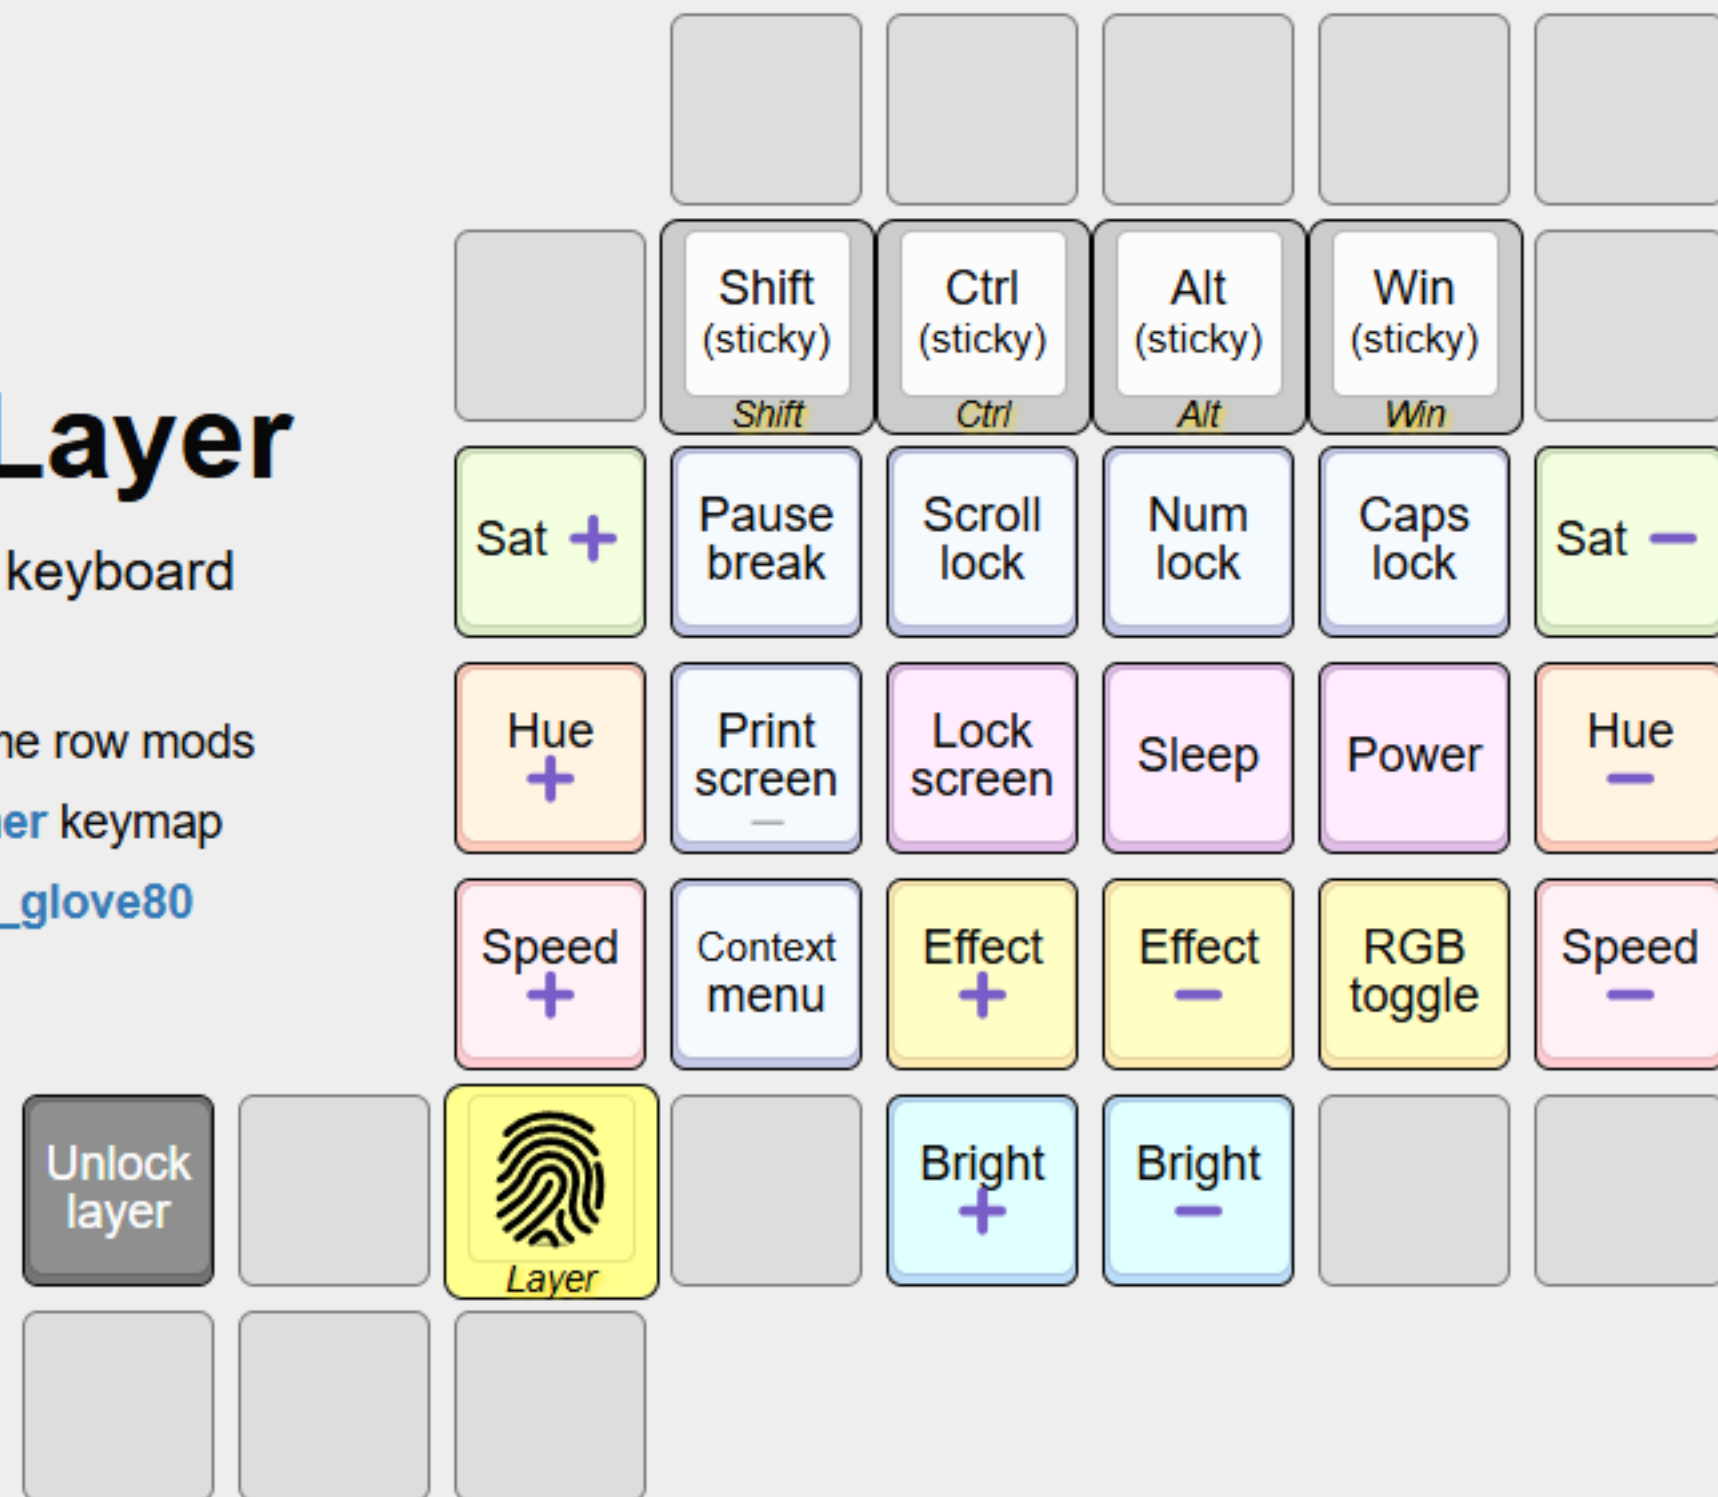 Layer
keyboard
row mods
keymap
_glove80
Shift
(sticky)
Shift
Ctrl
(sticky)
Ctrl
Alt
(sticky)
Alt
Win
(sticky)
Win
Sat +
Pause
break
Scroll
lock
Num
lock
Caps
lock
Sat −
Hue
+
Print
screen
Lock
screen
Sleep
Power
Hue
−
Speed
+
Context
menu
Effect
+
Effect
−
RGB
toggle
Speed
−
Unlock
layer
Layer
Bright
+
Bright
−